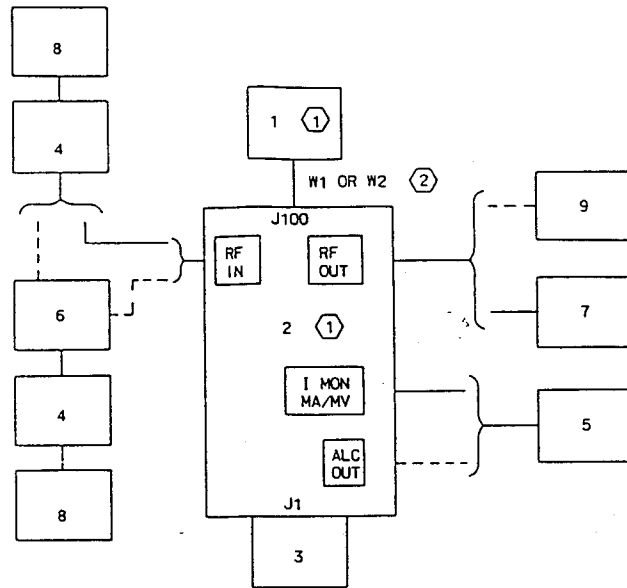 8
4
1 1
W1 OR W2 2
J100
RF IN
RF OUT
9
6
2 1
7
4
I MON
MA/MV
5
ALC
OUT
8
J1
3